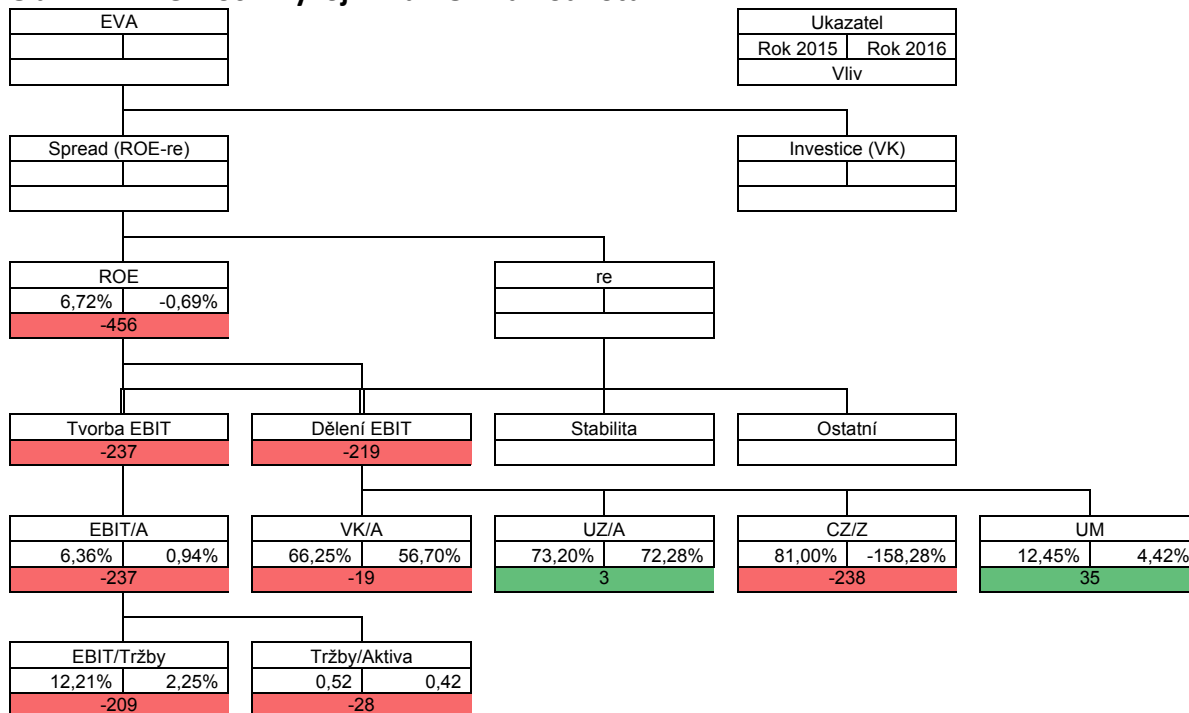 EVA
Ukazatel
Rok 2015 Rok 2016
Vliv
Spread (ROE-re)
Investice (VK)
ROE
6,72% -0,69%
-456
re
Tvorba EBIT
-237
Dělení EBIT
-219
Stabilita
Ostatní
EBIT/A
6,36% 0,94%
-237
VK/A
66,25% 56,70%
-19
UZ/A
73,20% 72,28%
3
CZ/Z
81,00% -158,28%
-238
UM
12,45% 4,42%
35
EBIT/Tržby
12,21% 2,25%
-209
Tržby/Aktiva
0,52 0,42
-28